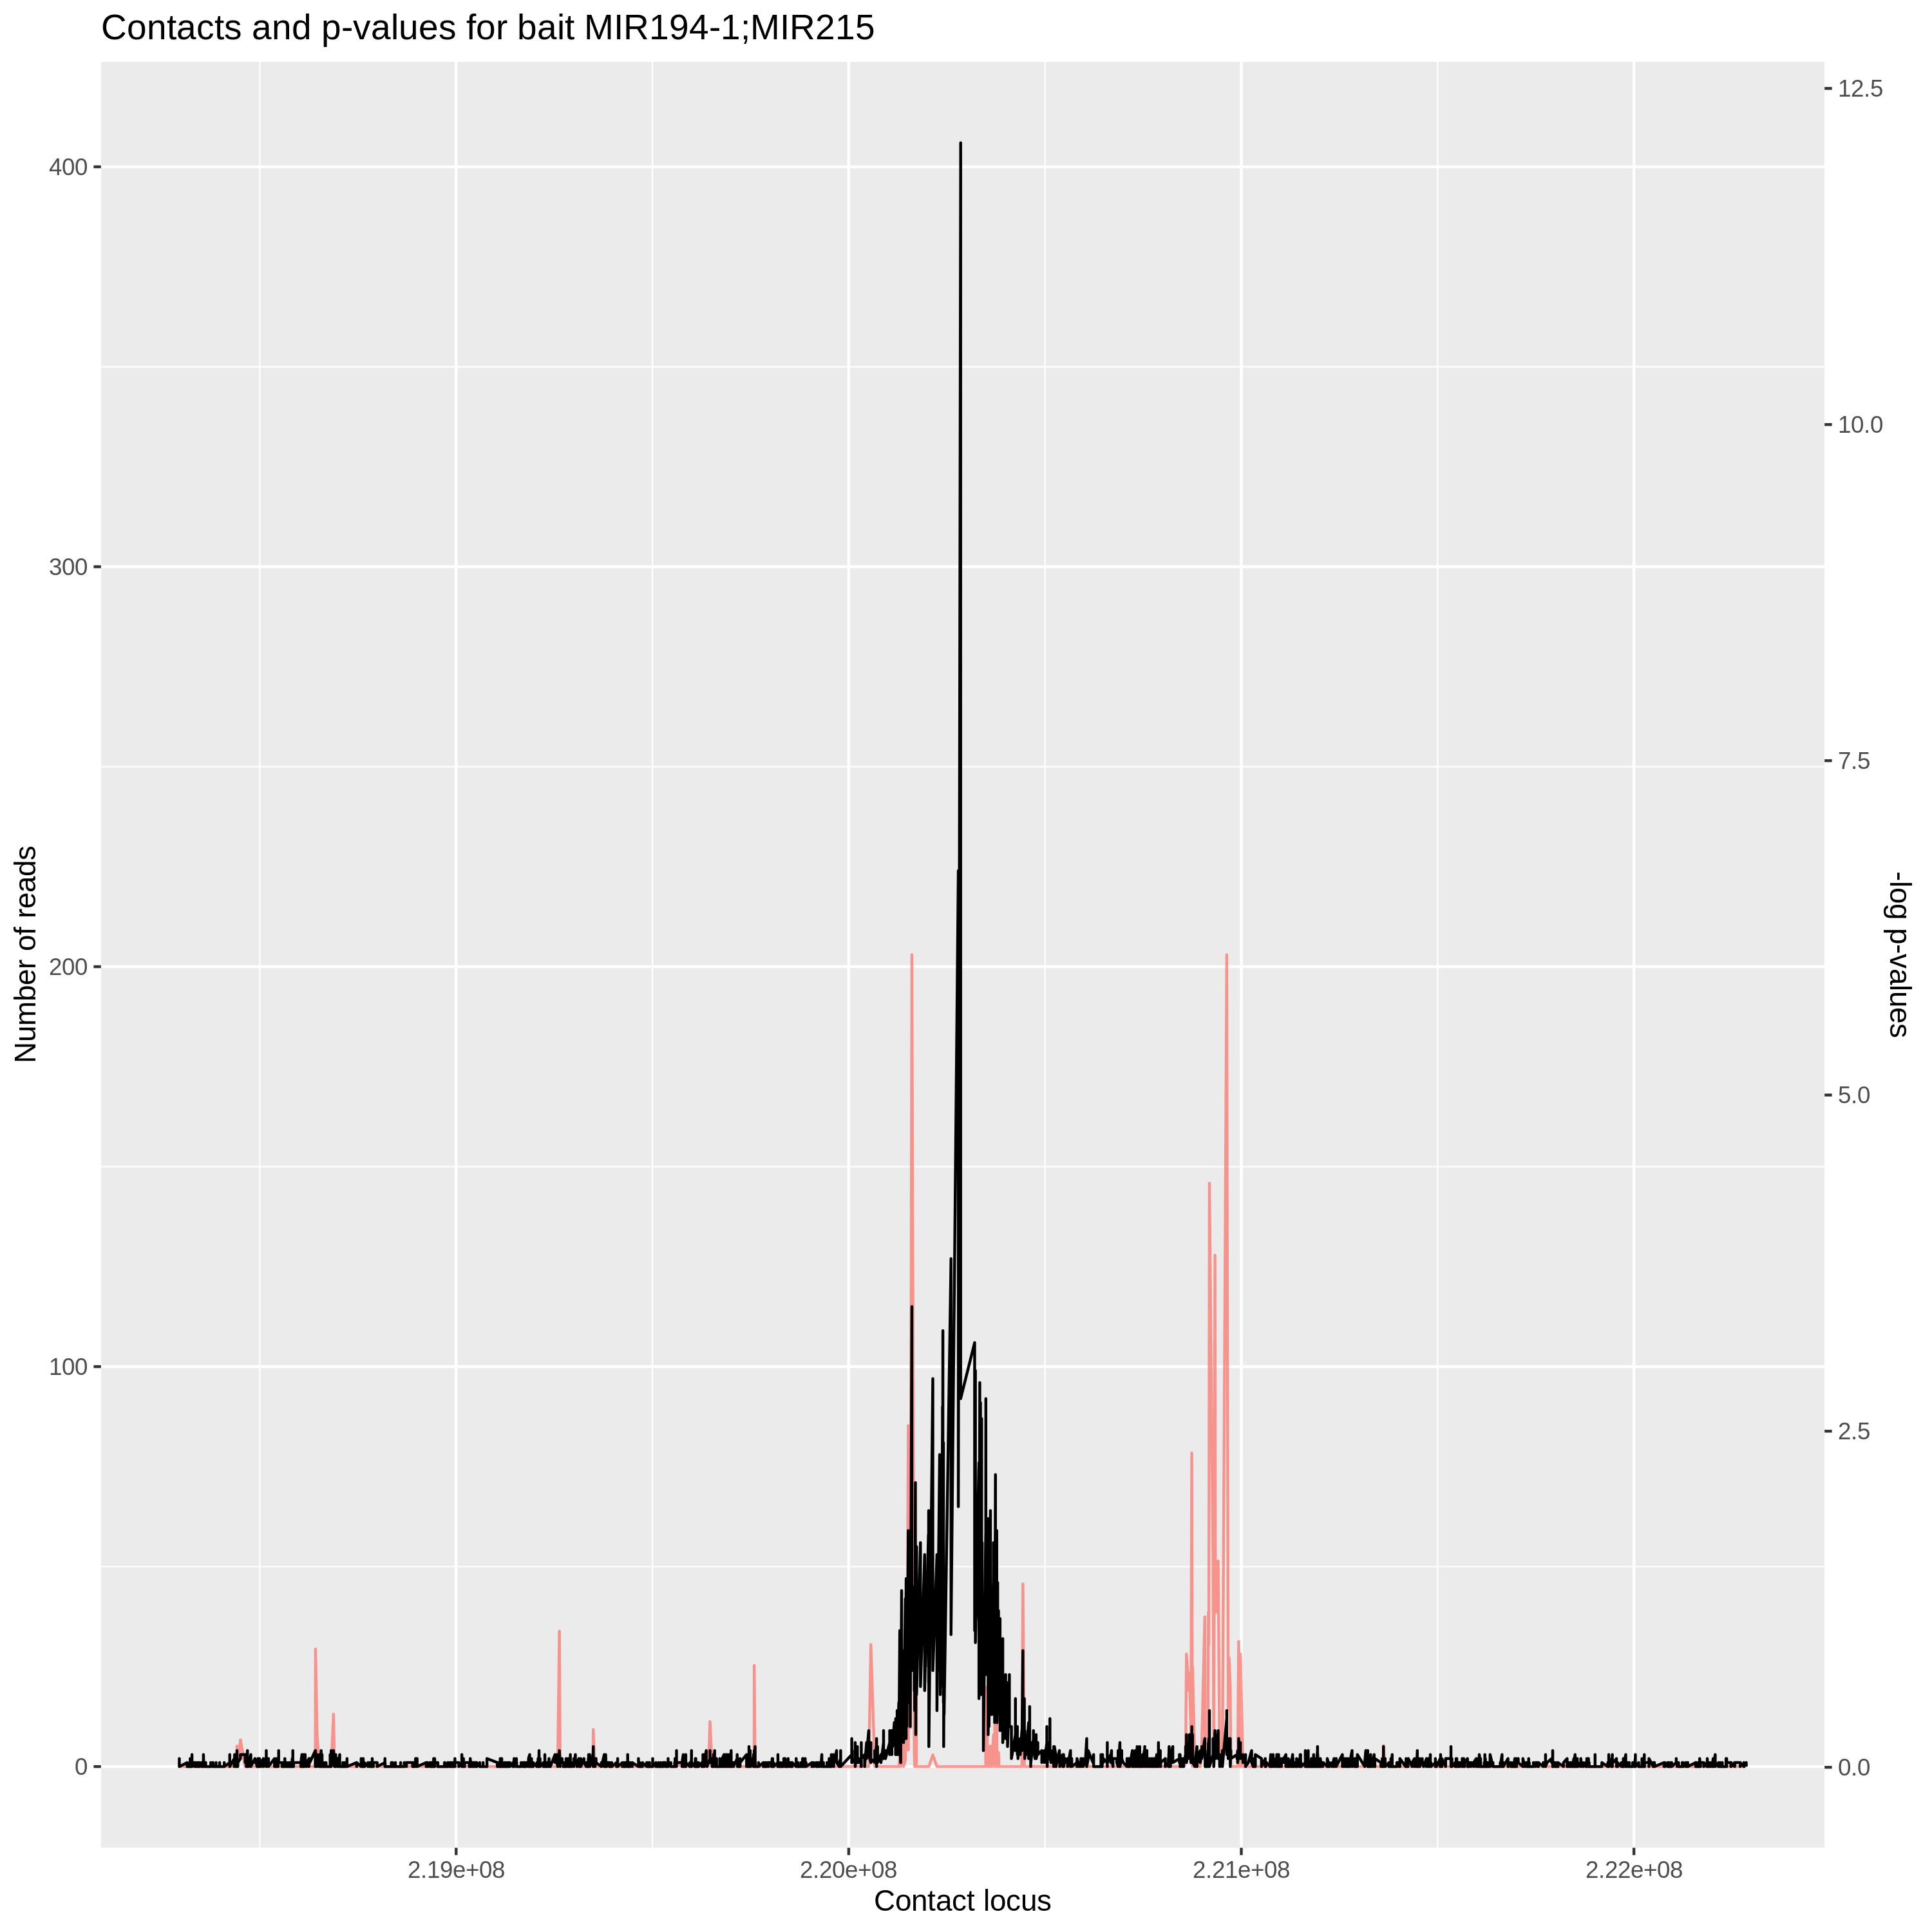 Contacts and p-values for bait MIR194-1;MIR215
400
300
200
100
0
Number of reads
12.5
10.0
7.5
5.0
2.5
0.0
-log p-values
2.19e+08
2.20e+08
2.21e+08
2.22e+08
Contact locus